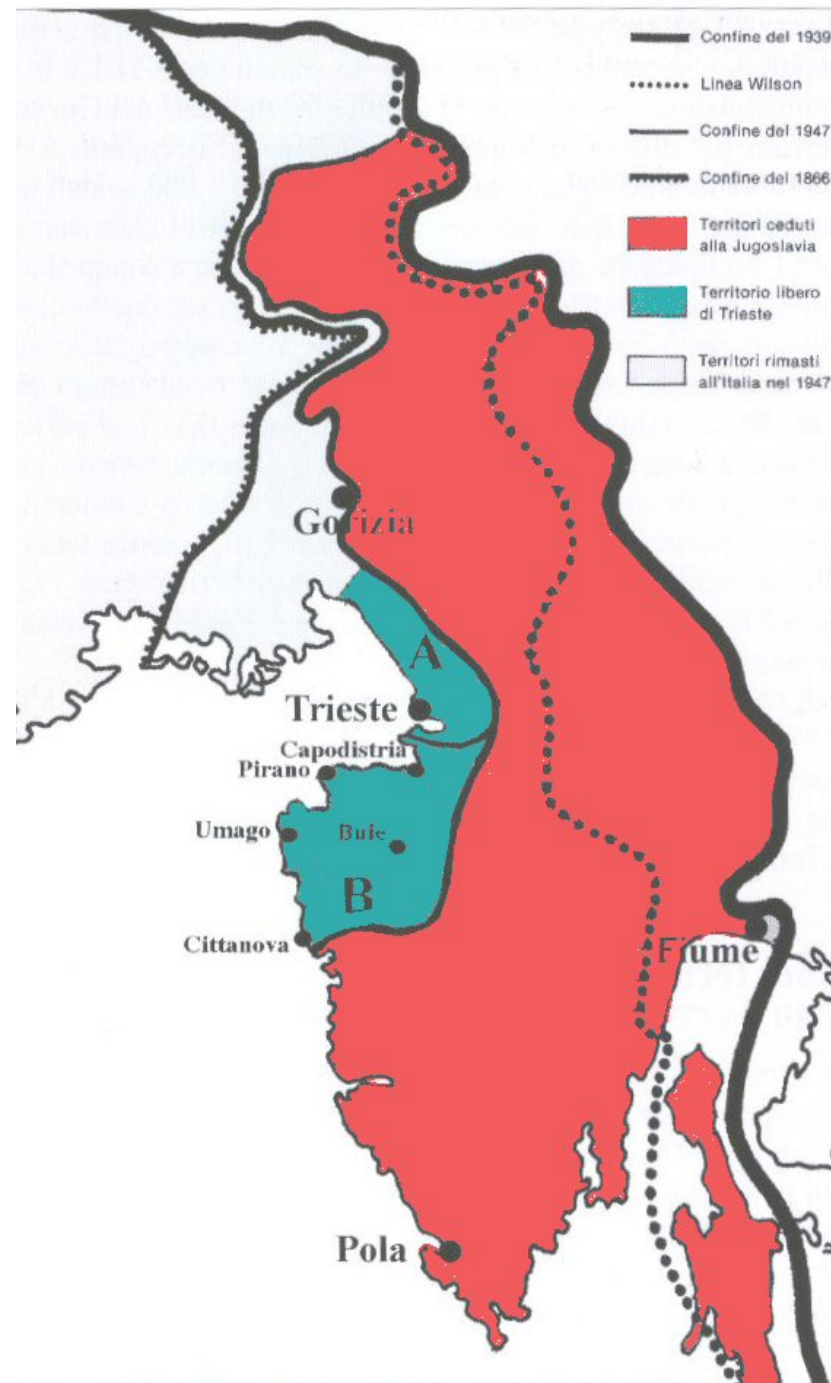 Confine del 1939
Linea Wilson
Confine del 1947
Confine del 1866
Territori ceduti
alla Jugoslavia
Territorio libero
di Trieste
Territori rimasti
all'Italia nel 1947
Gorizia
A
Trieste
Capodistria
Pirano
Umago
Buie
B
Cittanova
Fiume
Pola